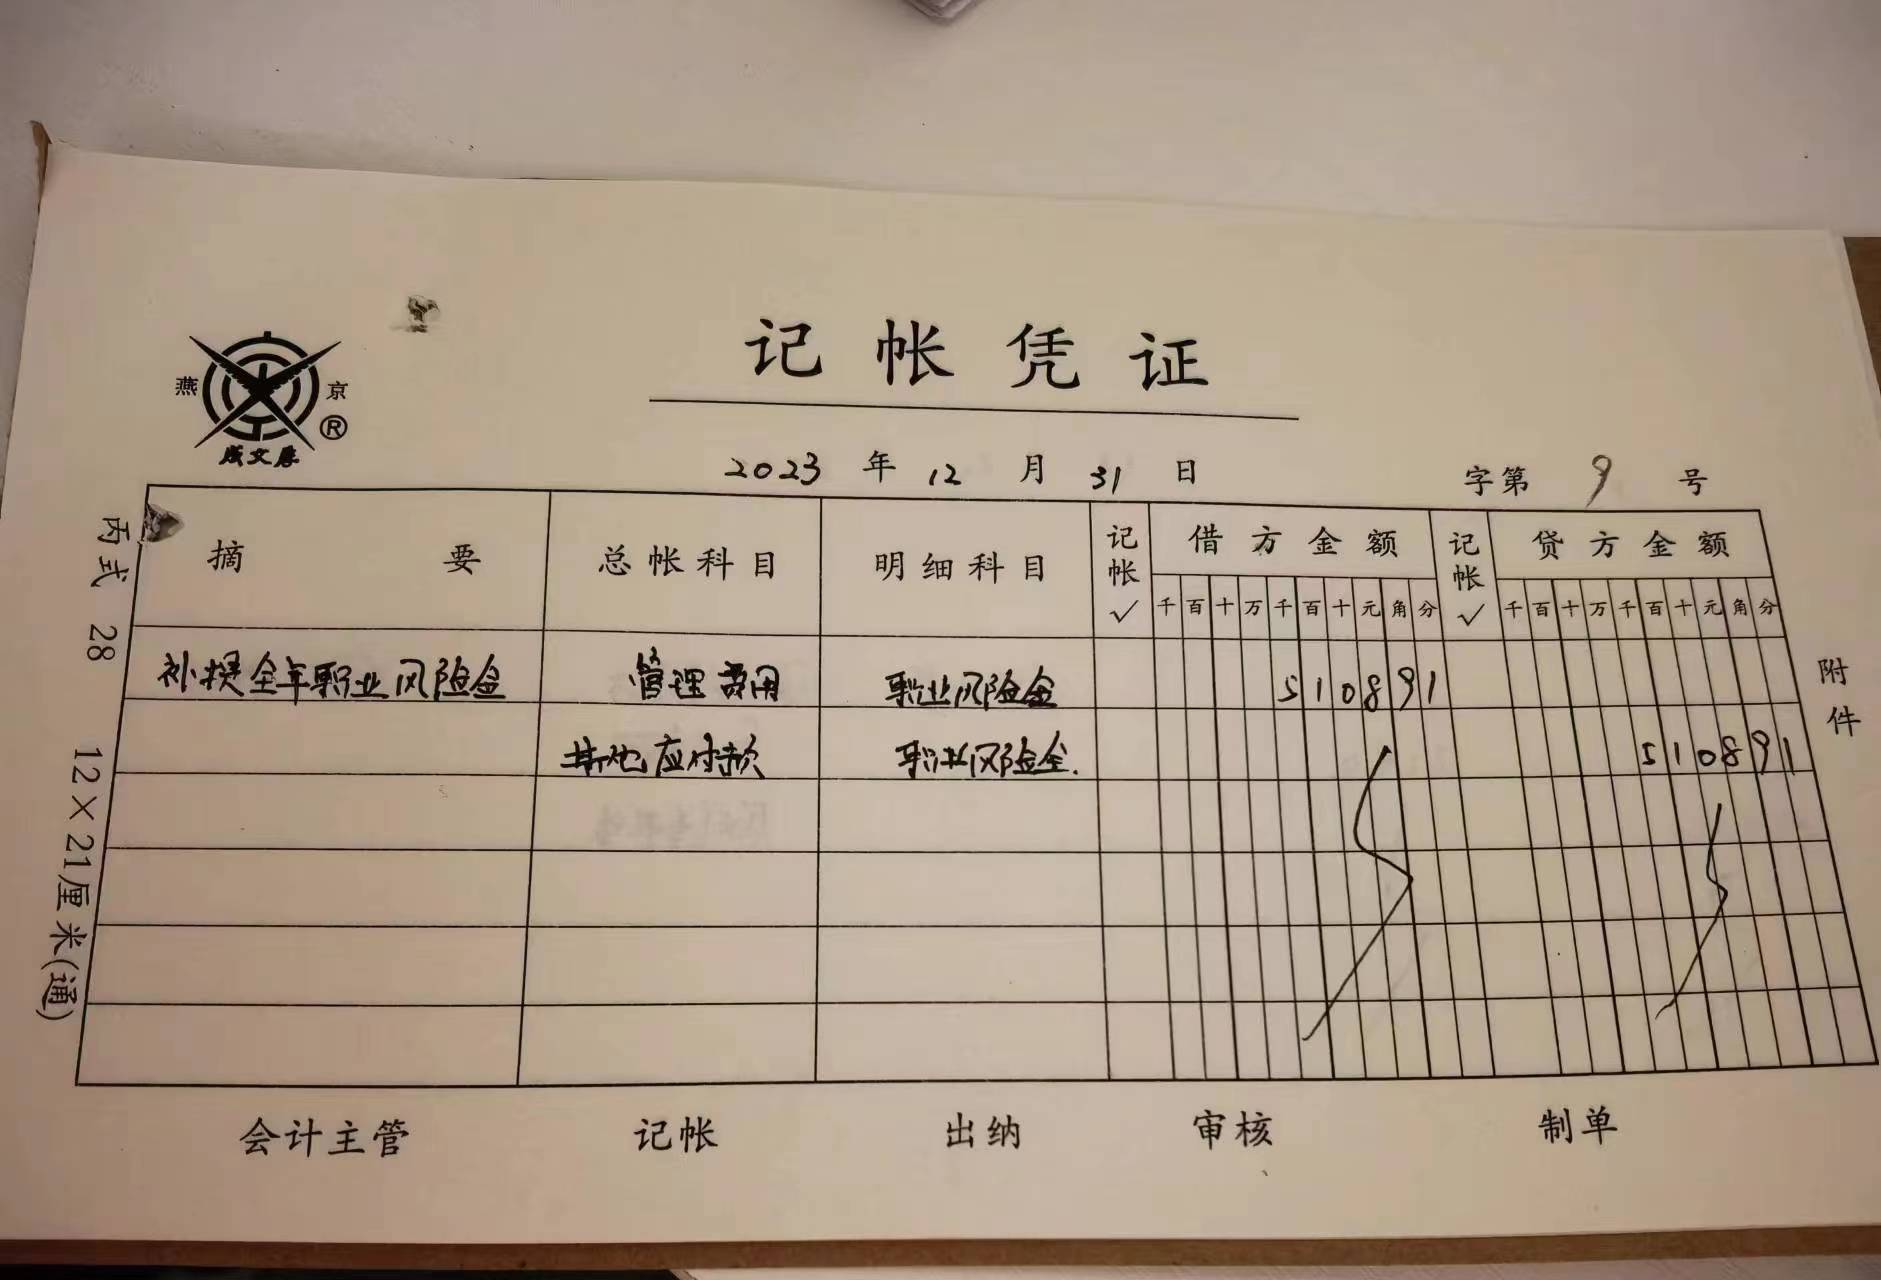 记帐凭证
燕京
®
成文厚
2023 年 12 月 31 日
字第 9 号
丙式 28 12×21厘米(通)
摘要 总帐科目 明细科目 记帐✓ 借方金额 记帐✓ 贷方金额
千百十万千百十元角分 千百十万千百十元角分
补提全年职业风险金 管理费用 职业风险金 510891
其他应付款 职业风险金. 510891
附件
会计主管 记帐 出纳 审核 制单